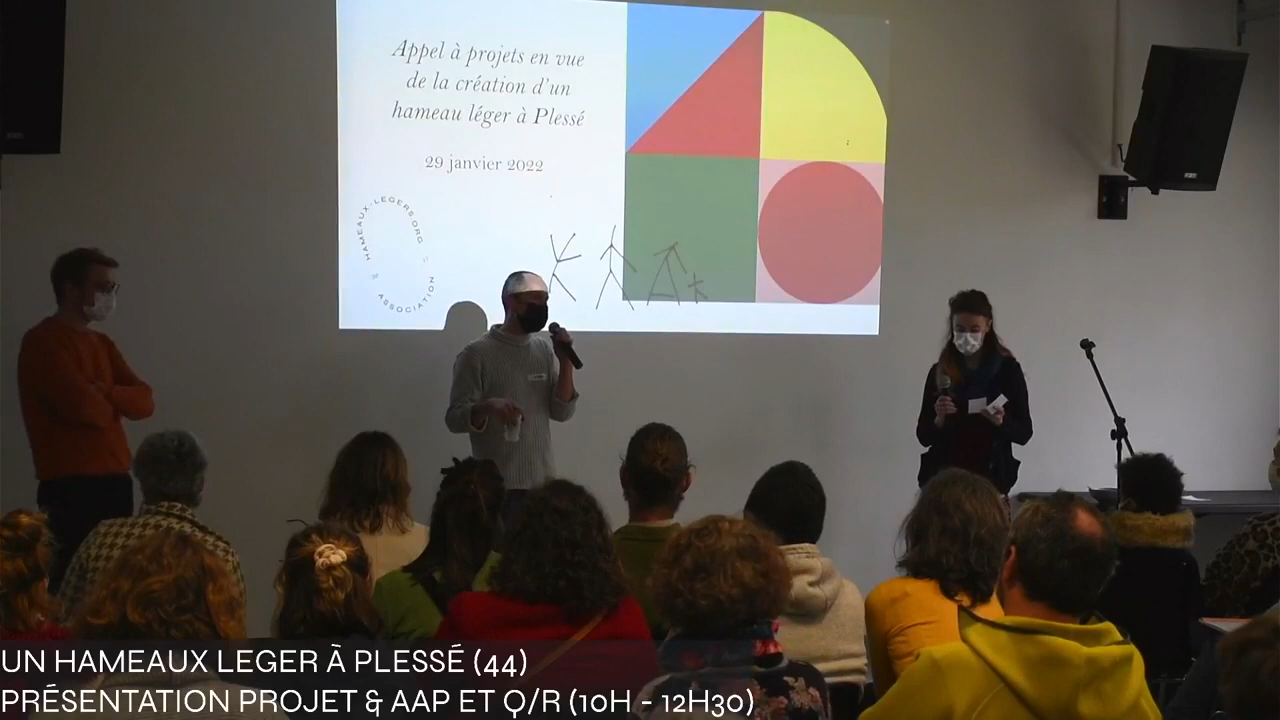 Appel à projets en vue
de la création d'un
hameau léger à Plessé
29 janvier 2022
HAMEAUX-LEGERS.ORG
ASSOCIATION
UN HAMEAUX LEGER À PLESSÉ (44)
PRÉSENTATION PROJET & AAP ET Q/R (10H - 12H30)